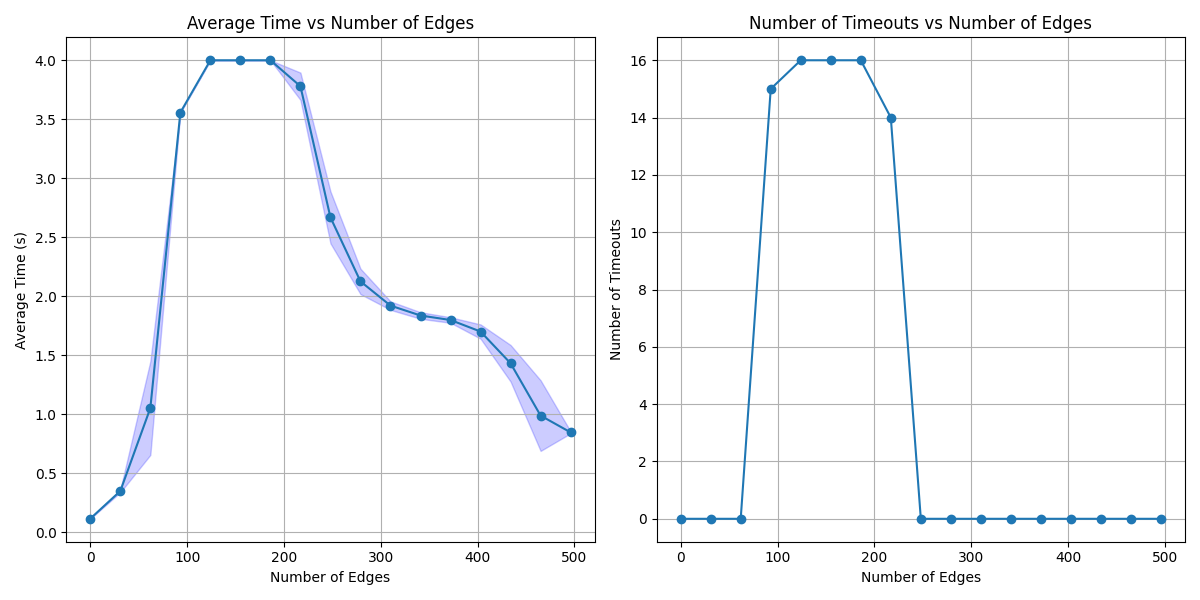 Average Time vs Number of Edges
4.0
3.5
3.0
2.5
2.0
1.5
1.0
0.5
0.0
Average Time (s)
0 100 200 300 400 500
Number of Edges
Number of Timeouts vs Number of Edges
16
14
12
10
8
6
4
2
0
Number of Timeouts
0 100 200 300 400 500
Number of Edges